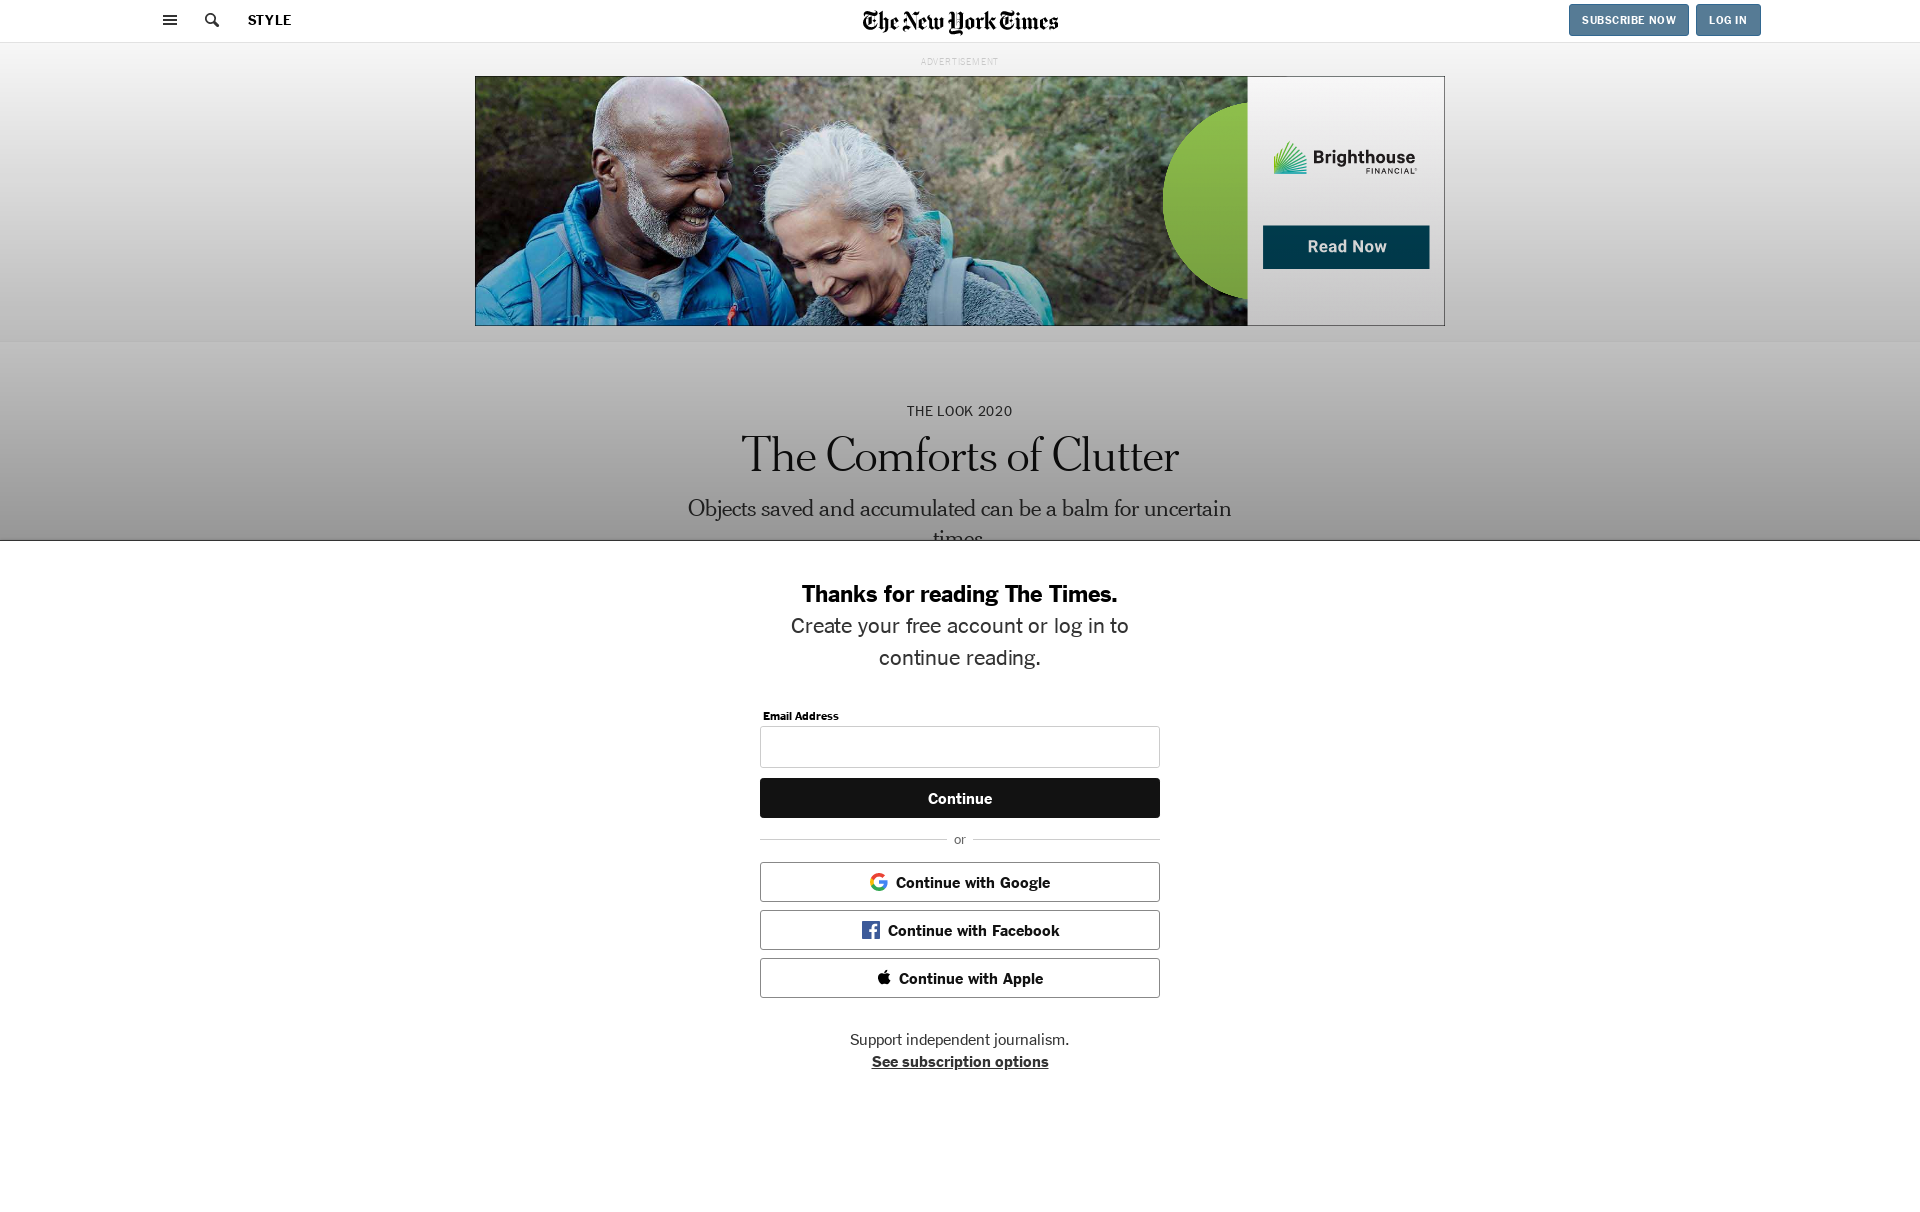 STYLE
The New York Times
SUBSCRIBE NOW
LOG IN
ADVERTISEMENT
Brighthouse
FINANCIAL
Read Now
THE LOOK 2020
The Comforts of Clutter
Objects saved and accumulated can be a balm for uncertain
times.
Thanks for reading The Times.
Create your free account or log in to
continue reading.
Email Address
Continue
or
Continue with Google
Continue with Facebook
Continue with Apple
Support independent journalism.
See subscription options